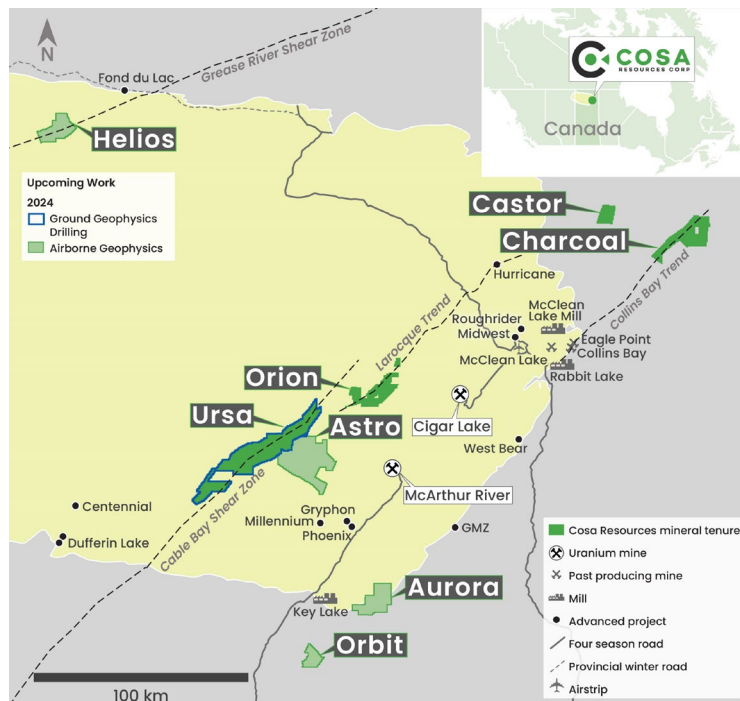 N
Grease River Shear Zone
Fond du Lac
COSA
RESOURCES CORP
Canada
Helios
Upcoming Work
2024
Ground Geophysics
Drilling
Airborne Geophysics
Castor
Charcoal
Collins Bay Trend
Hurricane
Larocque Trend
McClean
Lake Mill
Roughrider
Midwest
McClean Lake
Eagle Point
Collins Bay
Rabbit Lake
Orion
Ursa
Astro
Cigar Lake
West Bear
McArthur River
Cable Bay Shear Zone
Centennial
Dufferin Lake
Gryphon
Millennium
Phoenix
GMZ
Key Lake
Aurora
Orbit
100 km
Cosa Resources mineral tenure
Uranium mine
Past producing mine
Mill
Advanced project
Four season road
Provincial winter road
Airstrip